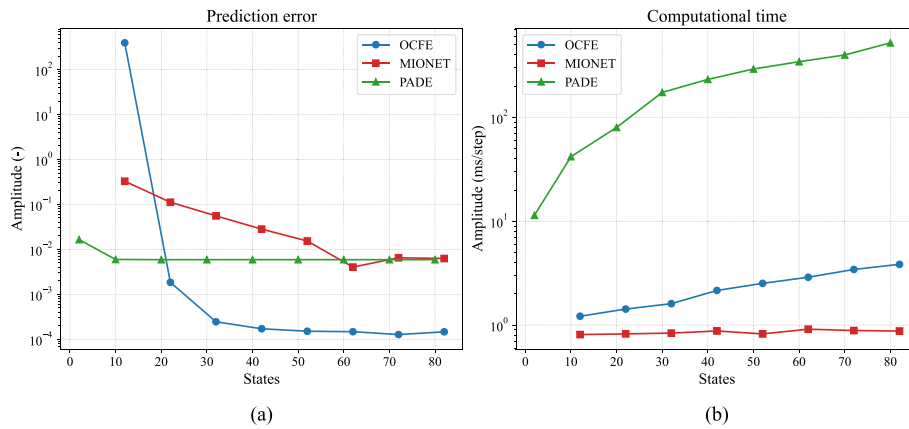 Prediction error
Amplitude (-)
10²
10¹
10⁰
10⁻¹
10⁻²
10⁻³
10⁻⁴
OCFE
MIONET
PADE
0 10 20 30 40 50 60 70 80
States
(a)
Computational time
Amplitude (ms/step)
10²
10¹
10⁰
OCFE
MIONET
PADE
0 10 20 30 40 50 60 70 80
States
(b)